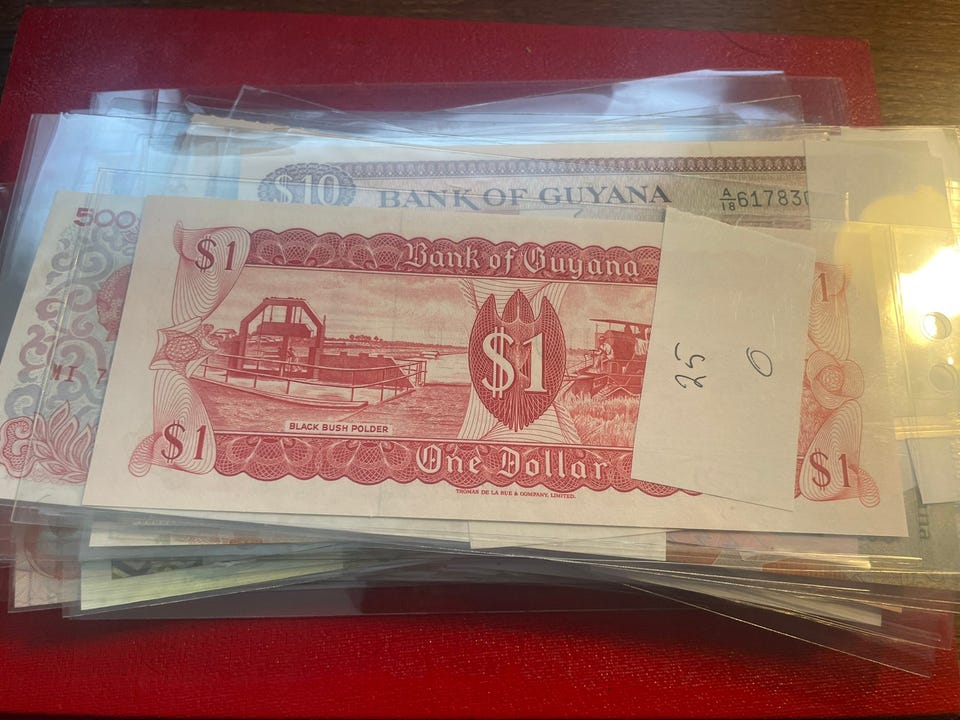 $10
BANK OF GUYANA
A/18 617830
500
$1
Bank of Guyana
1
$1
BLACK BUSH POLDER
$1
One Dollar
$1
THOMAS DE LA RUE & COMPANY, LIMITED.
25
0